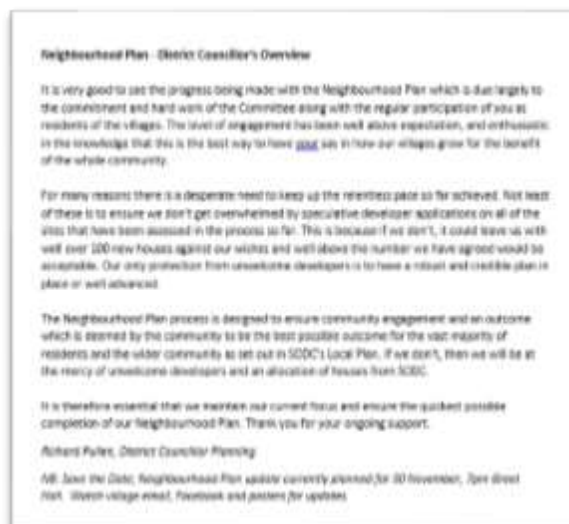 Neighbourhood Plan - District Councillor's Overview
It is very good to see the progress being made with the Neighbourhood Plan which is due largely to
the commitment and hard work of the Committee along with the regular participation of you as
residents of the villages. The level of engagement has been well above expectation, and enthusiastic
in the knowledge that this is the best way to have your say in how our villages grow for the benefit
of the whole community.
For many reasons there is a desperate need to keep up the relentless pace so far achieved. Not least
of these is to ensure we don't get overwhelmed by speculative developer applications on all of the
sites that have been assessed in the process so far. This is because if we don't, it could leave us with
well over 100 new houses against our wishes and well above the number we have agreed would be
acceptable. Our only protection from unwelcome developers is to have a robust and credible plan in
place or well advanced.
The Neighbourhood Plan process is designed to ensure community engagement and an outcome
which is deemed by the community to be the best possible outcome for the vast majority of
residents and the wider community as set out in SCDC's Local Plan. If we don't, then we will be at
the mercy of unwelcome developers and an allocation of houses from SCDC.
It is therefore essential that we maintain our current focus and ensure the quickest possible
completion of our Neighbourhood Plan. Thank you for your ongoing support.
Richard Pullen, District Councillor Planning
NB: Save the Date; Neighbourhood Plan update currently planned for 30 November, 7pm
Hall. Watch village email, Facebook and posters for updates